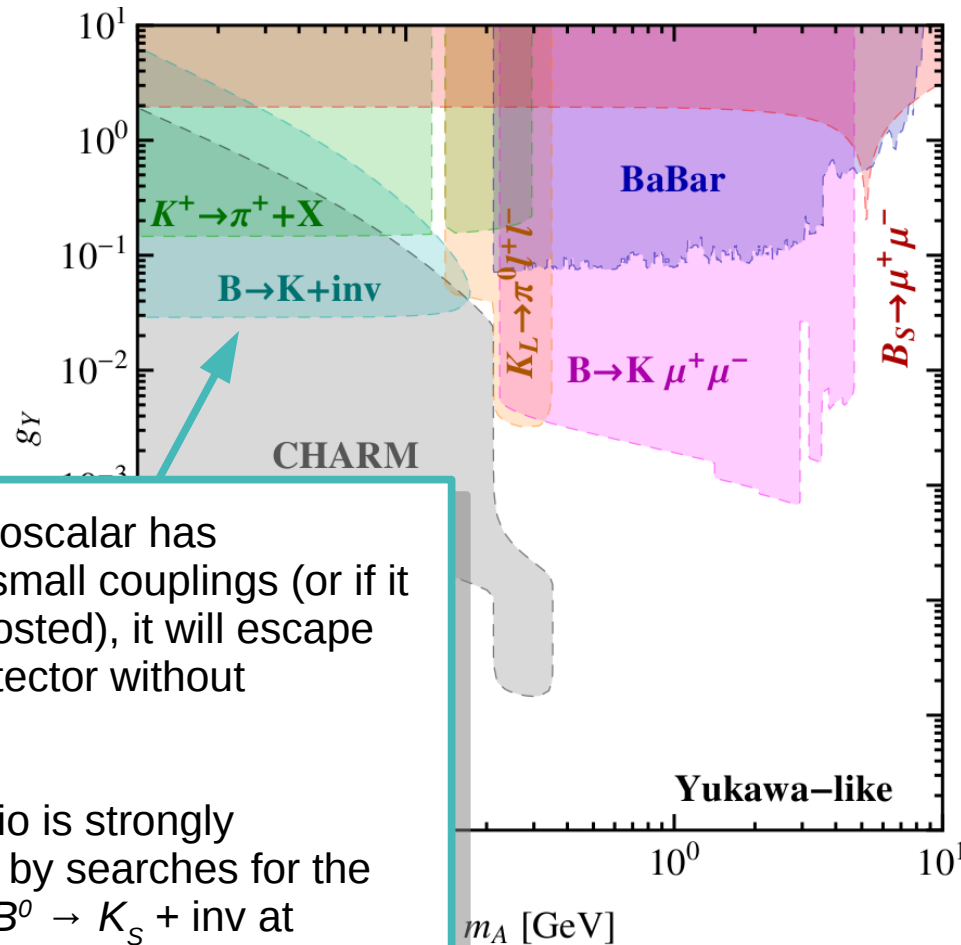 10¹
10⁰
10⁻¹
10⁻²
g_Y
BaBar
K⁺→π⁺+X
B→K+inv
K_L→π⁰l⁺l⁻
B→K μ⁺μ⁻
B_S→μ⁺μ⁻
CHARM
oscalar has
small couplings (or if it
osted), it will escape
tector without
io is strongly
by searches for the
B⁰ → K_S + inv at
Yukawa–like
10⁰
10¹
m_A [GeV]